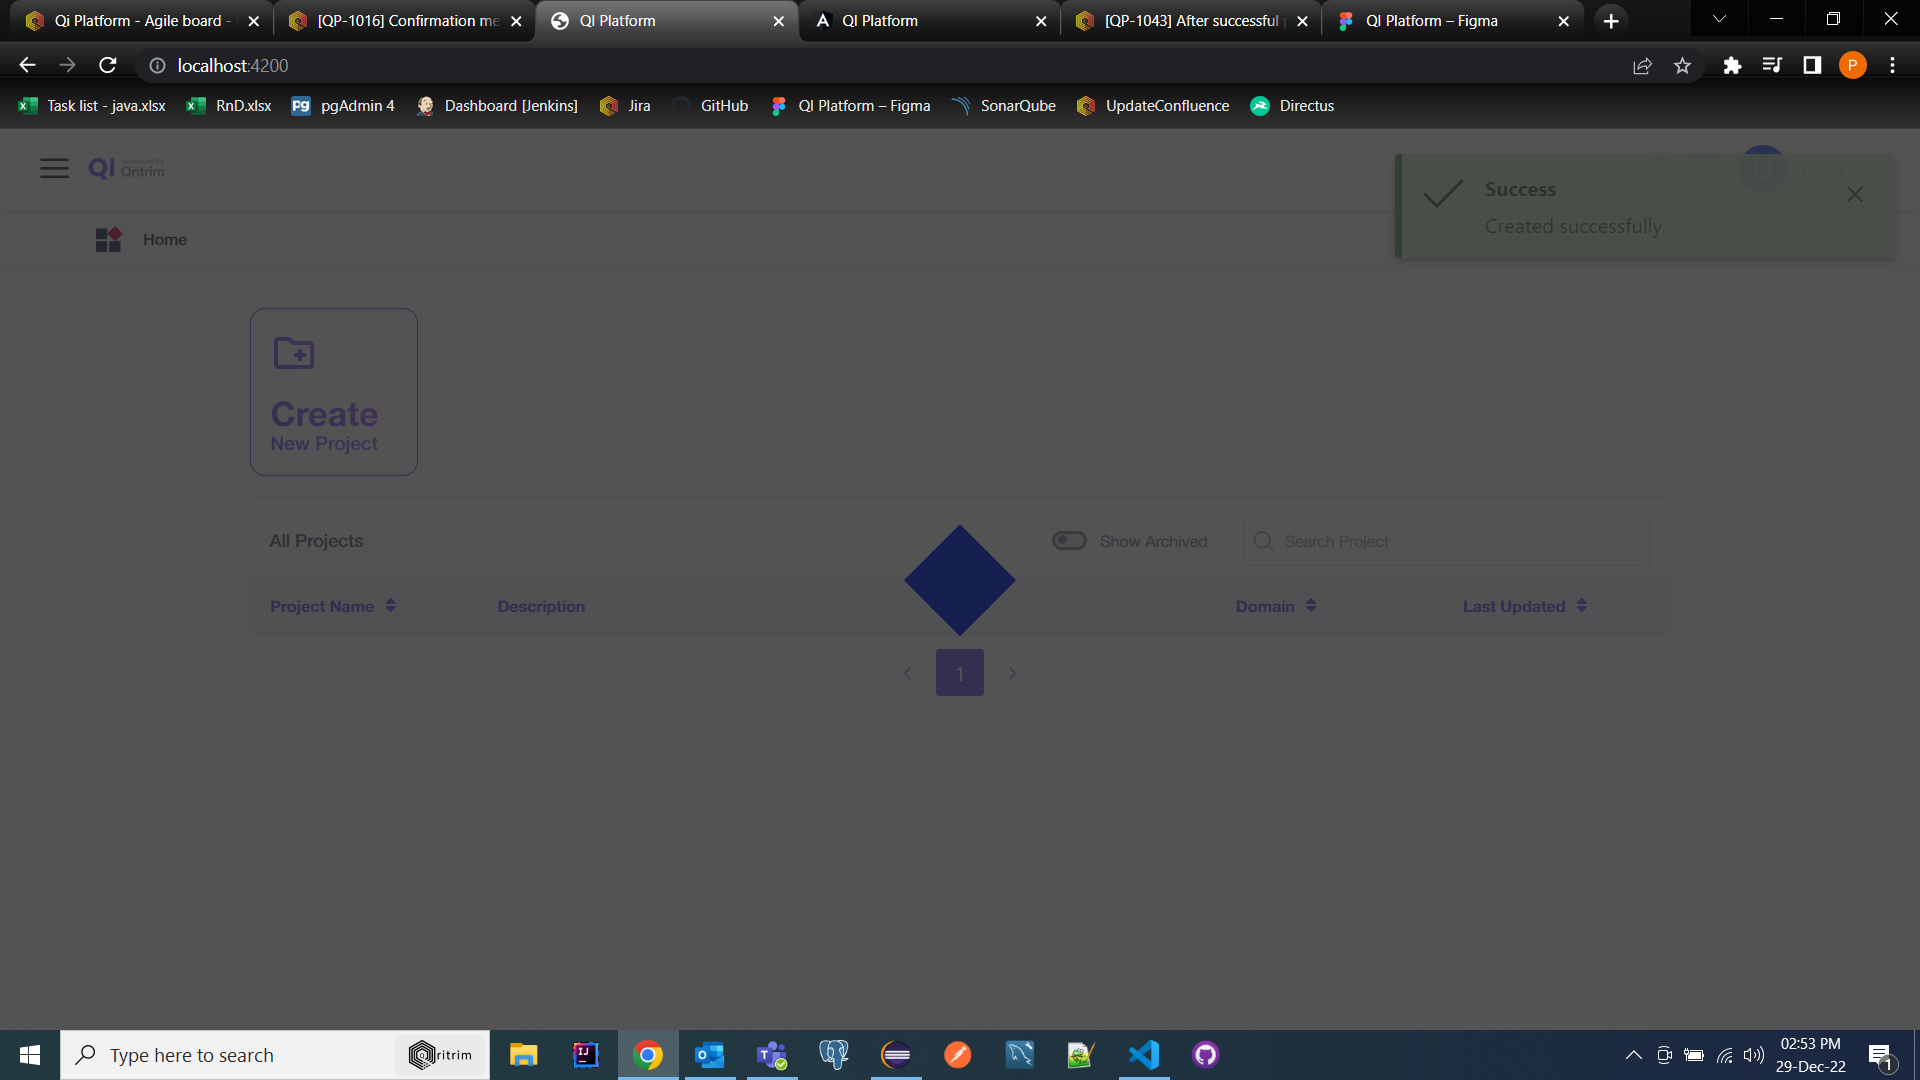 Qi Platform - Agile board -
[QP-1016] Confirmation me
QI Platform
QI Platform
[QP-1043] After successful
QI Platform – Figma
localhost:4200
P
Task list - java.xlsx
RnD.xlsx
pgAdmin 4
Dashboard [Jenkins]
Jira
GitHub
QI Platform – Figma
SonarQube
UpdateConfluence
Directus
QI powered by
Qritrim
Success
Created successfully.
Home
Create
New Project
All Projects
Show Archived
Search Project
Project Name
Description
Domain
Last Updated
1
Type here to search
Qritrim
02:53 PM
29-Dec-22
1